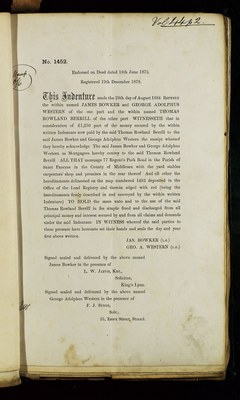 Vol. 1442.
No. 1452.
Endorsed on Deed dated 18th June 1875.
Registered 11th December 1875.
This Indenture made the 20th day of August 1884 Between
the within named JAMES BOWKER and GEORGE ADOLPHUS
WESTERN of the one part and the within named THOMAS
ROWLAND BERRILL of the other part WITNESSETH that in
consideration of £1,250 part of the money secured by the within
written Indenture now paid by the said Thomas Rowland Berrill to the
said James Bowker and George Adolphus Western the receipt whereof
they hereby acknowledge The said James Bowker and George Adolphus
Western as Mortgagees hereby convey to the said Thomas Rowland
Berrill ALL THAT messuage 77 Regent's Park Road in the Parish of
Saint Pancras in the County of Middlesex with the yard stables
carpenters' shop and premises in the rear thereof And all other the
hereditaments delineated on the map numbered 1452 deposited in the
Office of the Land Registry and therein edged with red (being the
hereditaments firstly described in and conveyed by the within written
Indenture) TO HOLD the same unto and to the use of the said
Thomas Rowland Berrill in fee simple freed and discharged from all
principal money and interest secured by and from all claims and demands
under the said Indenture IN WITNESS whereof the said parties to
these presents have hereunto set their hands and seals the day and year
first above written.
JAS. BOWKER (L.S.)
GEO. A. WESTERN (L.S.)
Signed sealed and delivered by the above named
James Bowker in the presence of
L. W. Jarvis, Esq.,
Solicitor,
King's Lynn.
Signed sealed and delivered by the above named
George Adolphus Western in the presence of
F. J.
Solr.,
35, Essex Street, Strand.